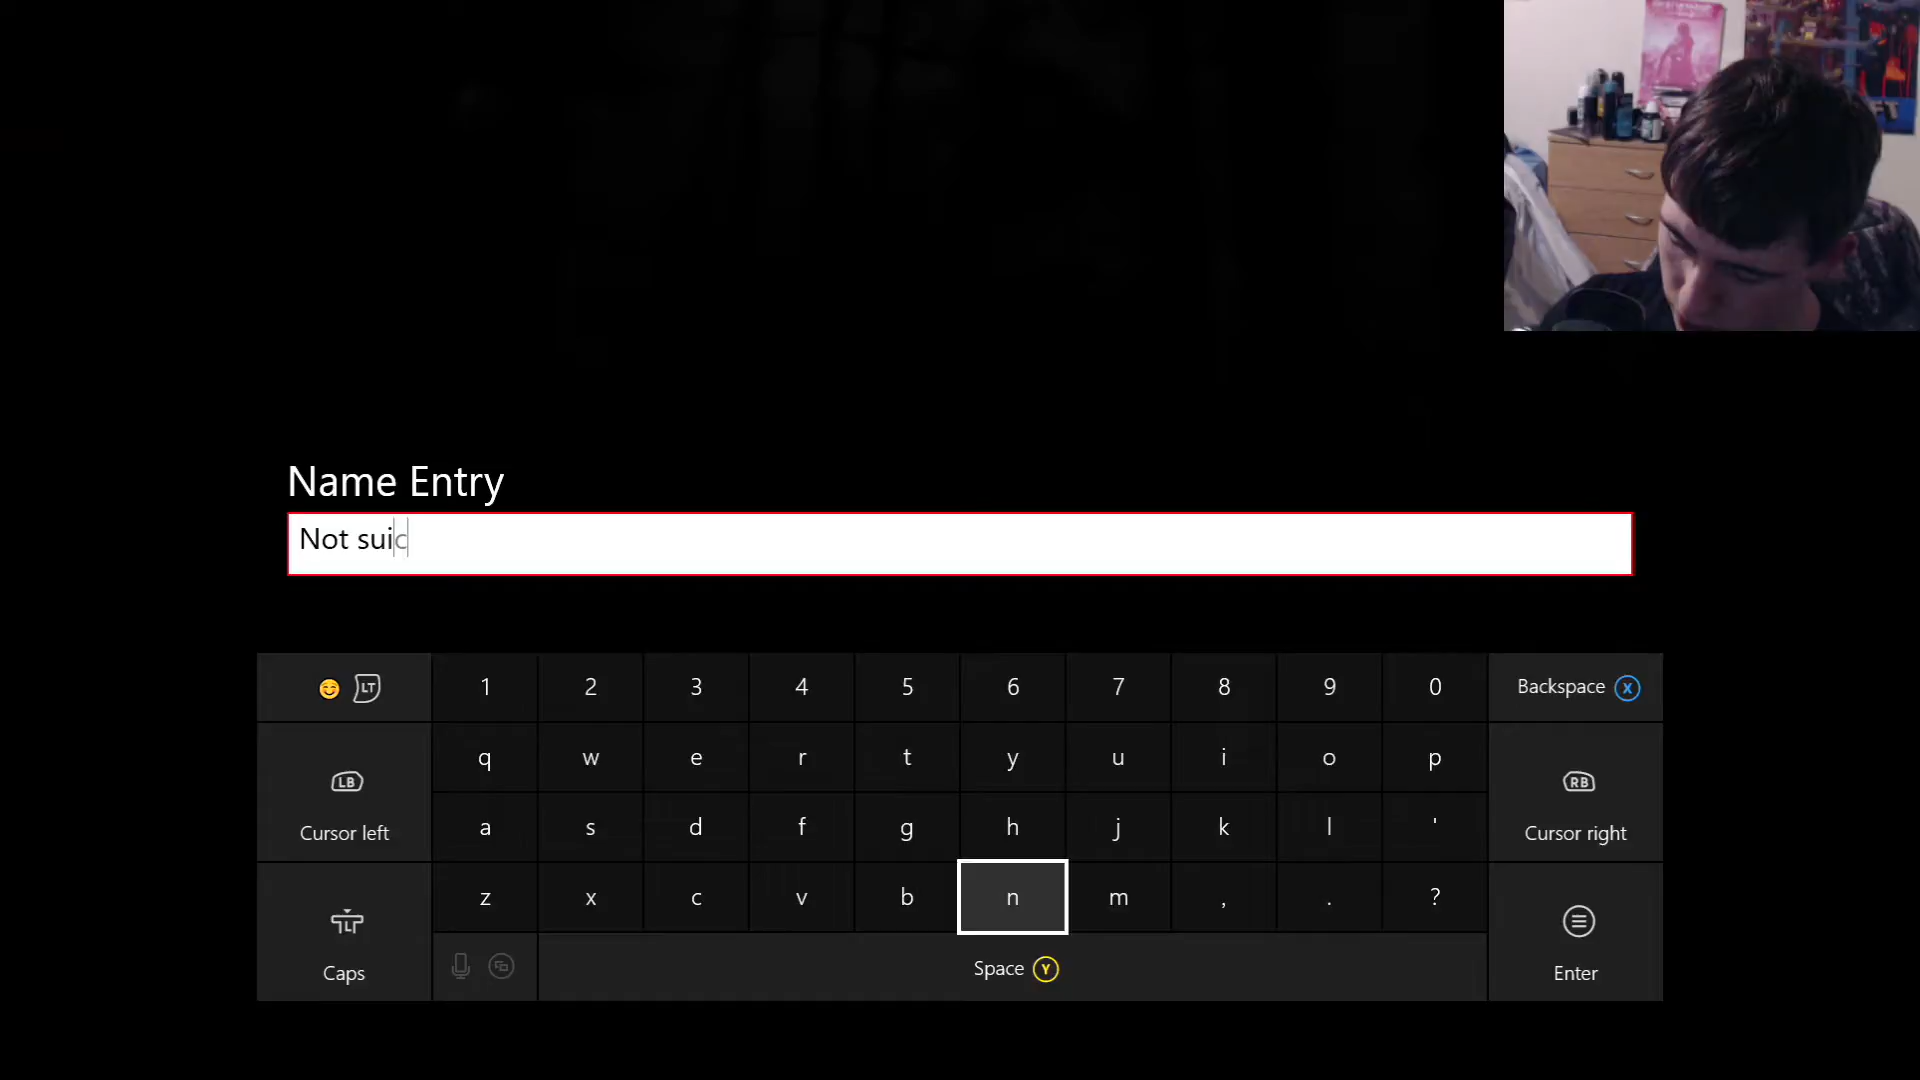 Name Entry
Not suic
😊 LT 1 2 3 4 5 6 7 8 9 0 Backspace X
LB q w e r t y u i o p RB
Cursor left a s d f g h j k l ' Cursor right
z x c v b n m , . ?
Caps Space Y Enter